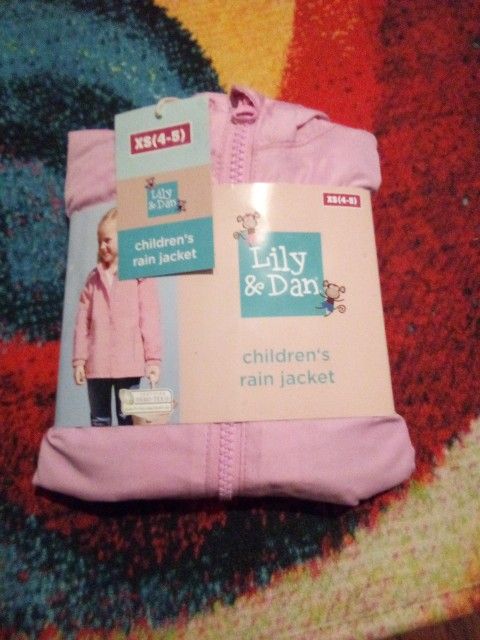 XS(4-5)
Lily
& Dan
children's
rain jacket
XS(4-5)
Lily
& Dan
children's
rain jacket